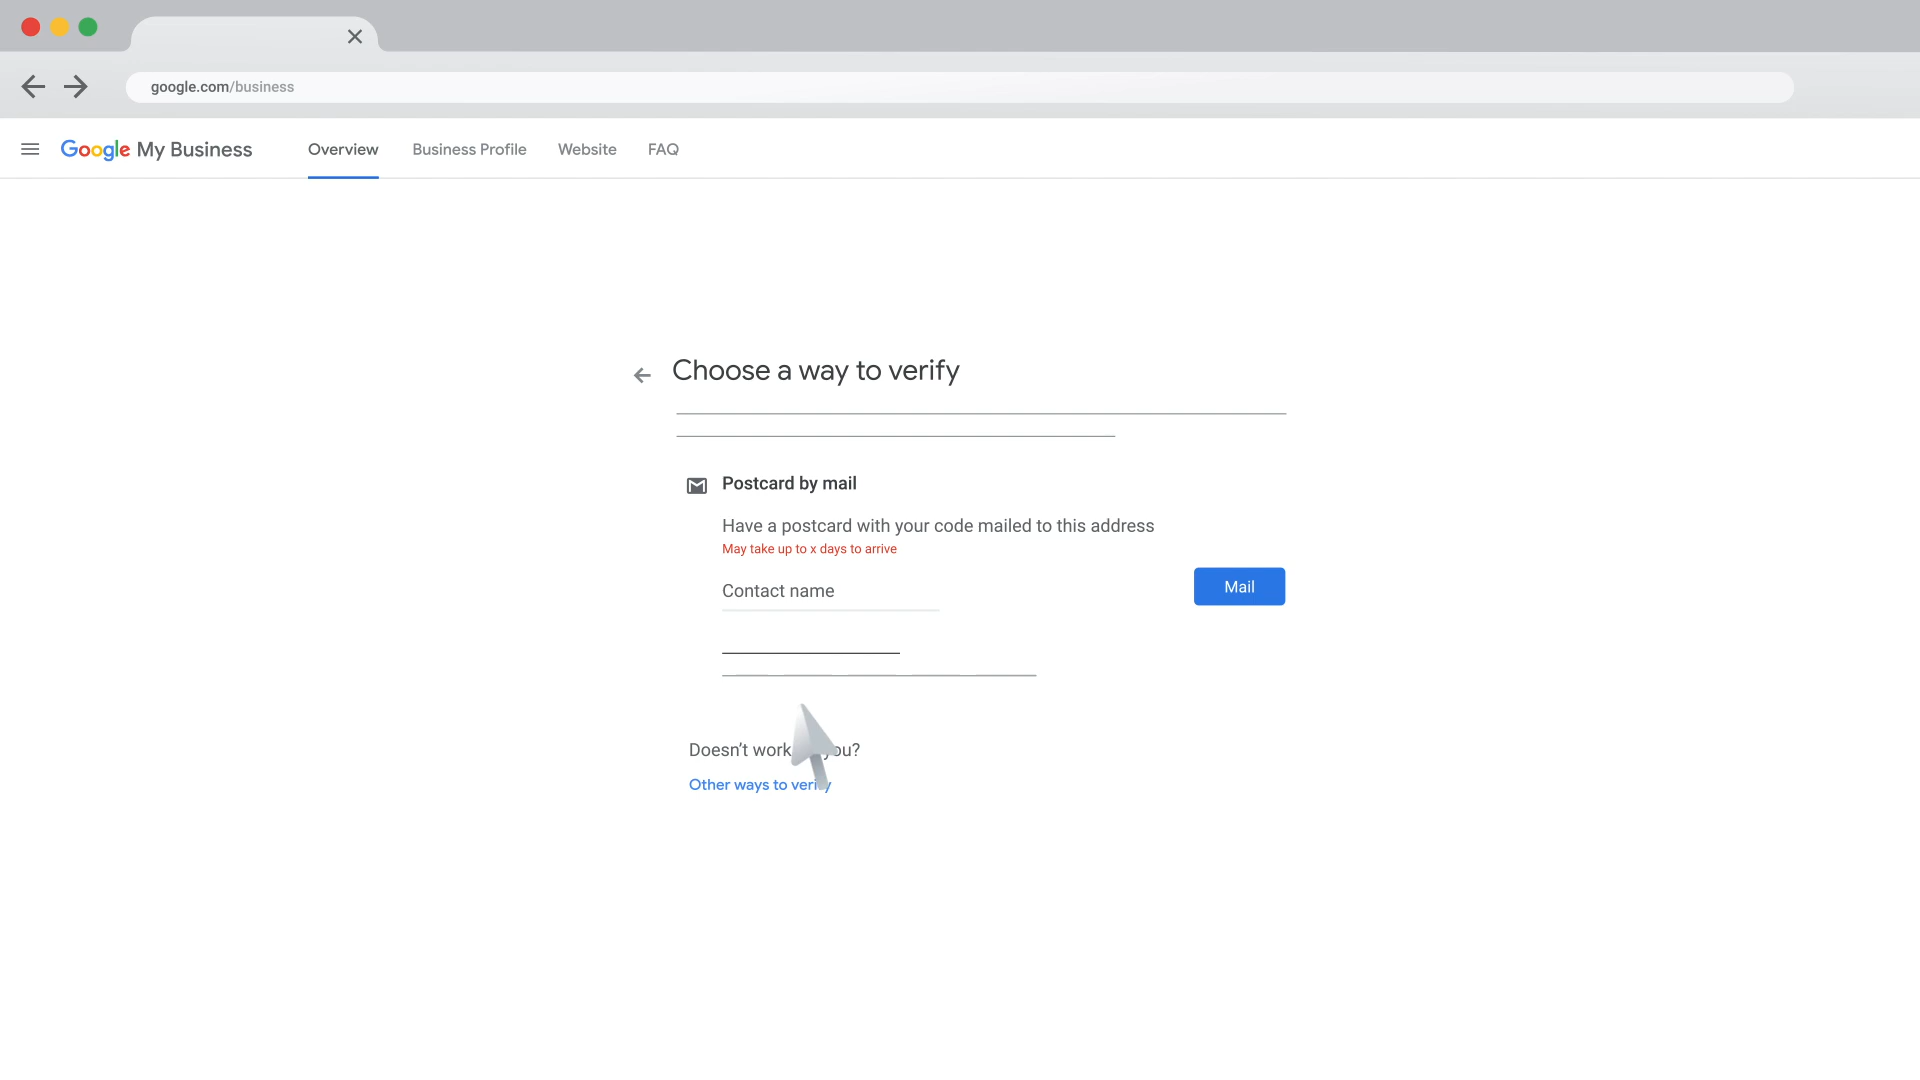 google.com/business
Google My Business Overview Business Profile Website FAQ
Choose a way to verify
Postcard by mail
Have a postcard with your code mailed to this address
May take up to x days to arrive
Contact name
Mail
Doesn’t work you?
Other ways to verify